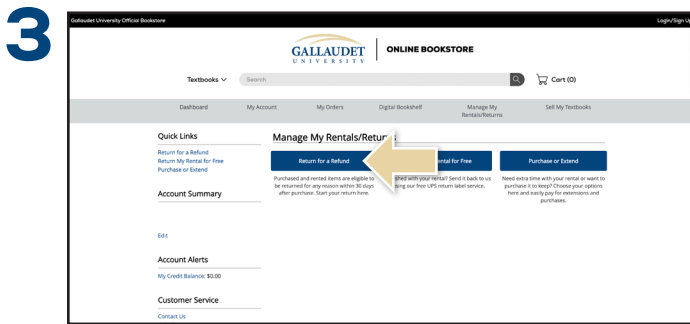 3
Gallaudet University Official Bookstore
Login/Sign Up
GALLAUDET
UNIVERSITY
ONLINE BOOKSTORE
Textbooks
Search
Cart (0)
Dashboard
My Account
My Orders
Digital Bookshelf
Manage My
Rentals/Returns
Sell My Textbooks
Quick Links
Return for a Refund
Return My Rental for Free
Purchase or Extend
Account Summary
Edit
Account Alerts
My Credit Balance: $0.00
Customer Service
Contact Us
Manage My Rentals/Returns
Return for a Refund
Purchased and rented items are eligible to
be returned for any reason within 30 days
after purchase. Start your return here.
for Free
with your rental? Send it back to us
using our free UPS
return label service.
Purchase or Extend
Need extra time with your rental or want to
purchase it to keep? Choose your options
here and easily pay for extensions and
purchases.